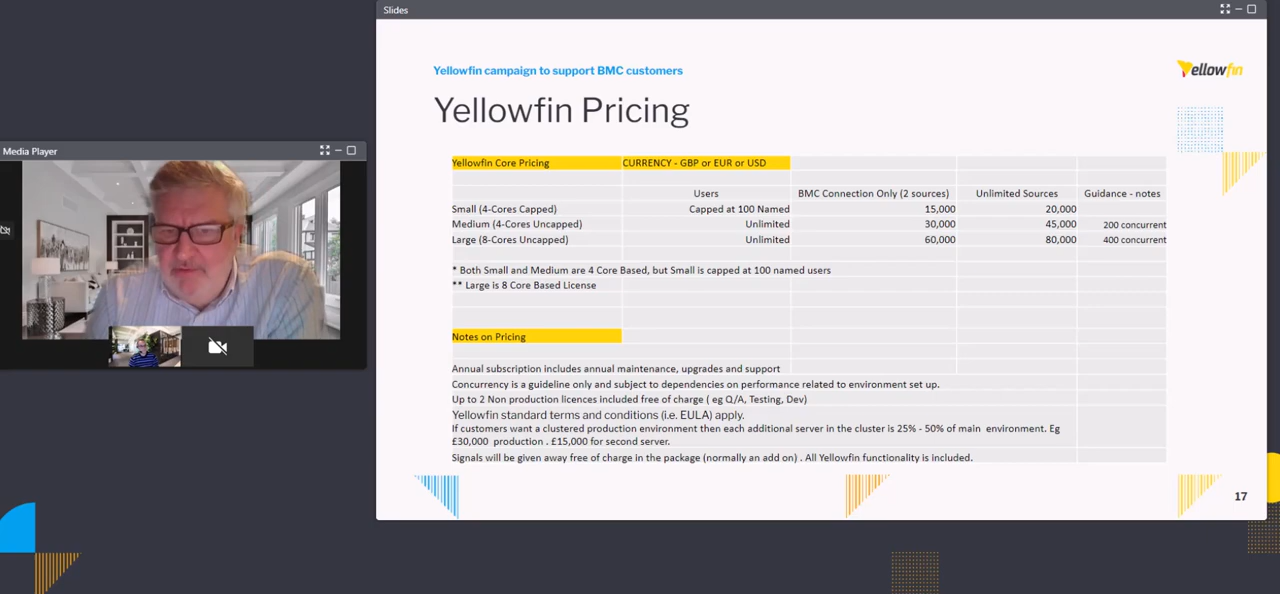 Slides
Media Player
Yellowfin campaign to support BMC customers
Yellowfin
Yellowfin Pricing
Yellowfin Core Pricing CURRENCY - GBP or EUR or USD
Users BMC Connection Only (2 sources) Unlimited Sources Guidance - notes
Small (4-Cores Capped) Capped at 100 Named 15,000 20,000
Medium (4-Cores Uncapped) Unlimited 30,000 45,000 200 concurrent
Large (8-Cores Uncapped) Unlimited 60,000 80,000 400 concurrent
* Both Small and Medium are 4 Core Based, but Small is capped at 100 named users
** Large is 8 Core Based License
Notes on Pricing
Annual subscription includes annual maintenance, upgrades and support
Concurrency is a guideline only and subject to dependencies on performance related to environment set up.
Up to 2 Non production licences included free of charge ( eg Q/A, Testing, Dev)
Yellowfin standard terms and conditions (i.e. EULA) apply.
If customers want a clustered production environment then each additional server in the cluster is 25% - 50% of main environment. Eg
£30,000 production . £15,000 for second server.
Signals will be given away free of charge in the package (normally an add on) . All Yellowfin functionality is included.
17